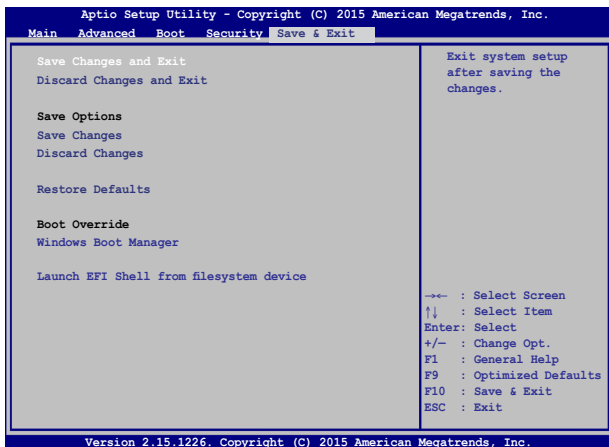 Aptio Setup Utility - Copyright (C) 2015 American Megatrends, Inc.
Main Advanced Boot Security Save & Exit
Save Changes and Exit
Discard Changes and Exit
Save Options
Save Changes
Discard Changes
Restore Defaults
Boot Override
Windows Boot Manager
Launch EFI Shell from filesystem device
Exit system setup
after saving the
changes.
→← : Select Screen
↑↓ : Select Item
Enter: Select
+/— : Change Opt.
F1 : General Help
F9 : Optimized Defaults
F10 : Save & Exit
ESC : Exit
Version 2.15.1226. Copyright (C) 2015 American Megatrends, Inc.